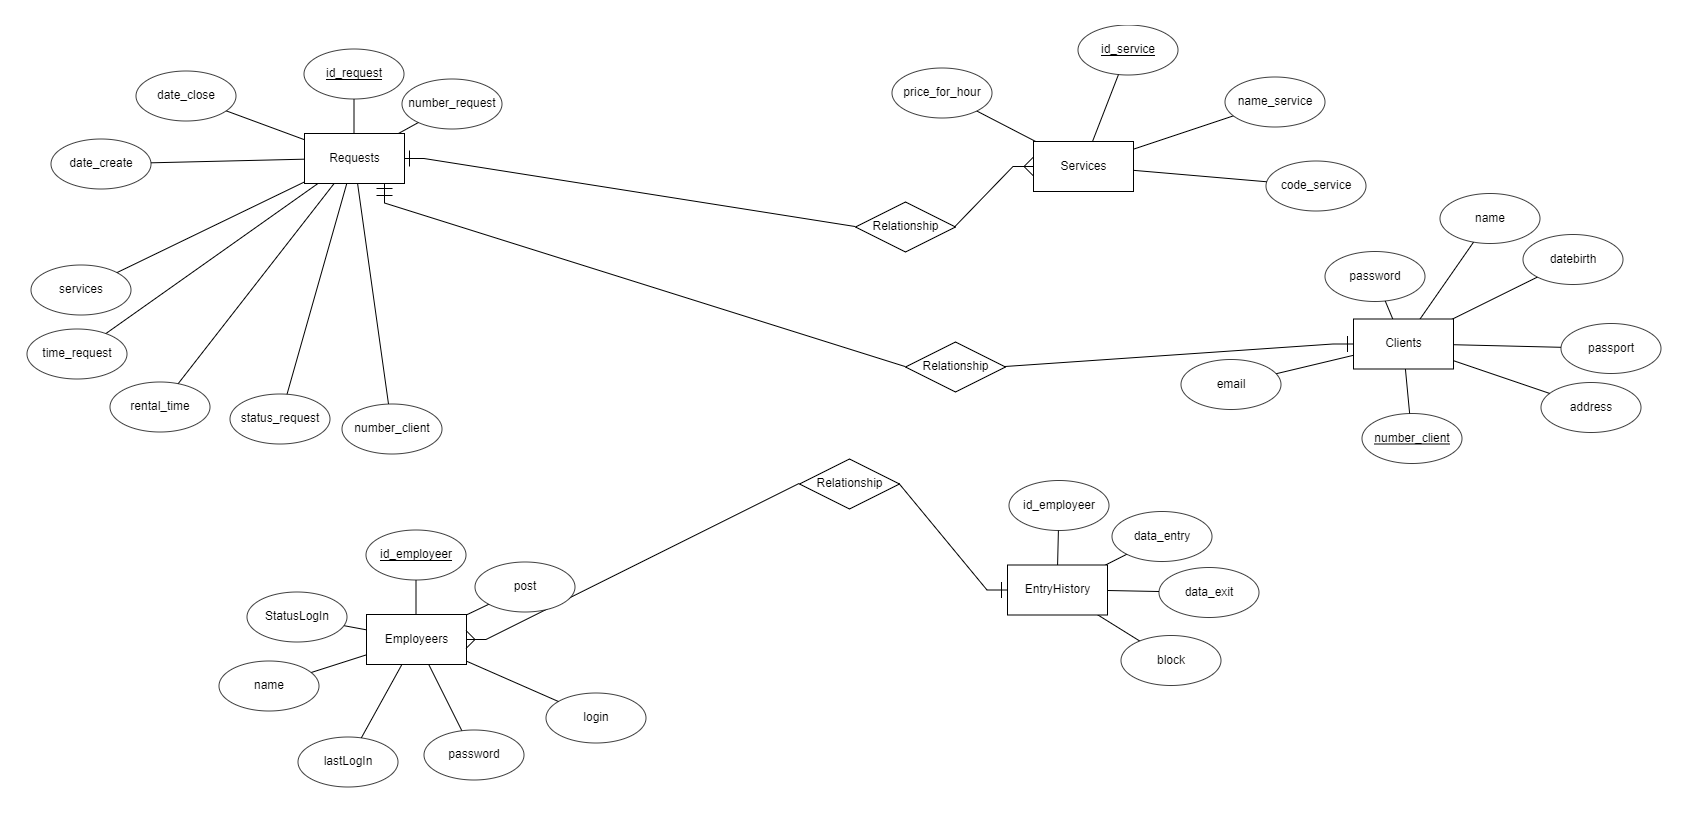 id_service
id_request
price_for_hour
date_close
number_request
name_service
Requests
date_create
Services
code_service
name
Relationship
datebirth
password
services
Clients
passport
time_request
Relationship
email
rental_time
address
status_request
number_client
number_client
Relationship
id_employeer
data_entry
id_employeer
post
EntryHistory
data_exit
StatusLogIn
Employeers
block
name
login
lastLogIn
password